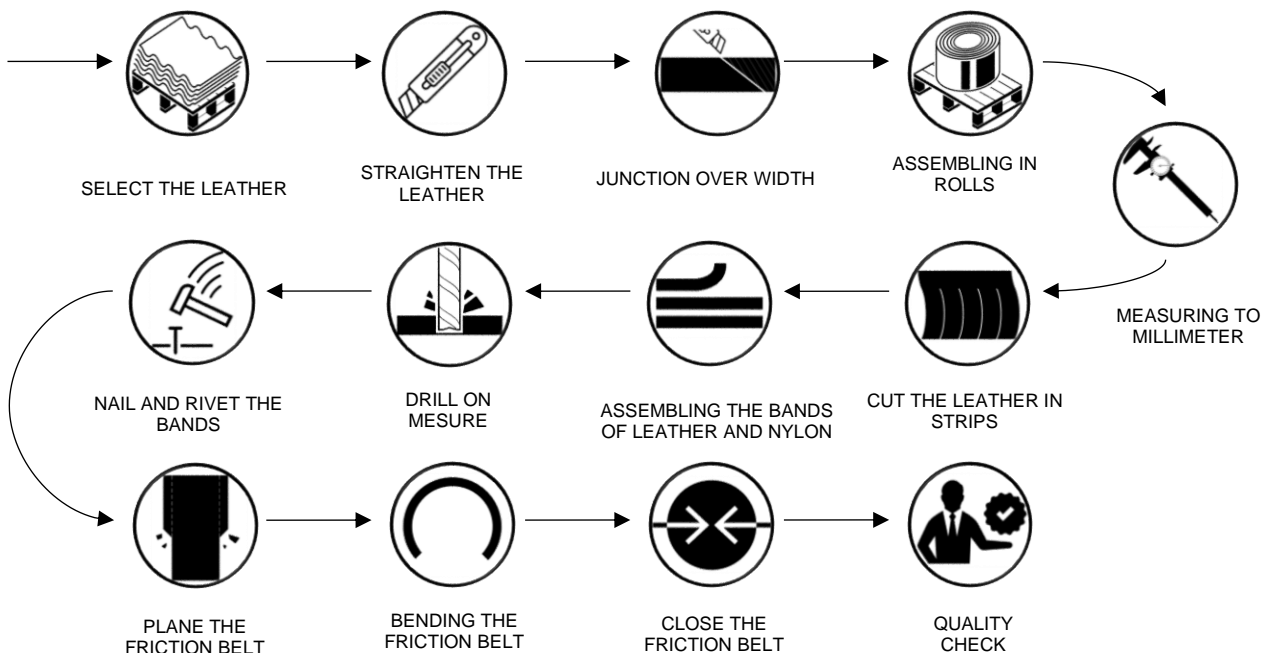 SELECT THE LEATHER
STRAIGHTEN THE
LEATHER
JUNCTION OVER WIDTH
ASSEMBLING IN
ROLLS
MEASURING TO
MILLIMETER
CUT THE LEATHER IN
STRIPS
ASSEMBLING THE BANDS
OF LEATHER AND NYLON
DRILL ON
MESURE
NAIL AND RIVET THE
BANDS
PLANE THE
FRICTION BELT
BENDING THE
FRICTION BELT
CLOSE THE
FRICTION BELT
QUALITY
CHECK